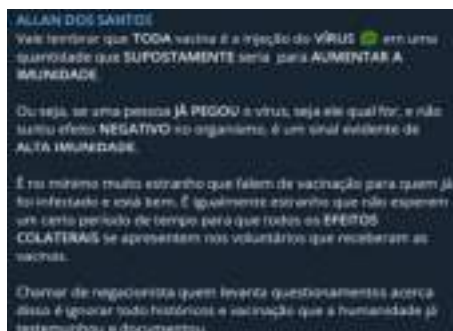 ALLAN DOS SANTOS
Vale lembrar que TODA vacina é a injeção do VÍRUS 🦠 em uma
quantidade que SUPOSTAMENTE seria para AUMENTAR A
IMUNIDADE.
Ou seja, se uma pessoa JÁ PEGOU o vírus, seja ele qual for, e não
surtiu efeito NEGATIVO no organismo, é um sinal evidente de
ALTA IMUNIDADE.
É no mínimo muito estranho que falem de vacinação para quem já
foi infestado e está bem. É igualmente estranho que não esperem
um certo período de tempo para que todos os EFEITOS
COLATERAIS se apresentem nos voluntários que receberam as
vacinas.
Chamar de negacionista quem levanta questionamentos acerca
disso é ignorar todo históricos e vacinação que a humanidade já
testemunhou e documentou.